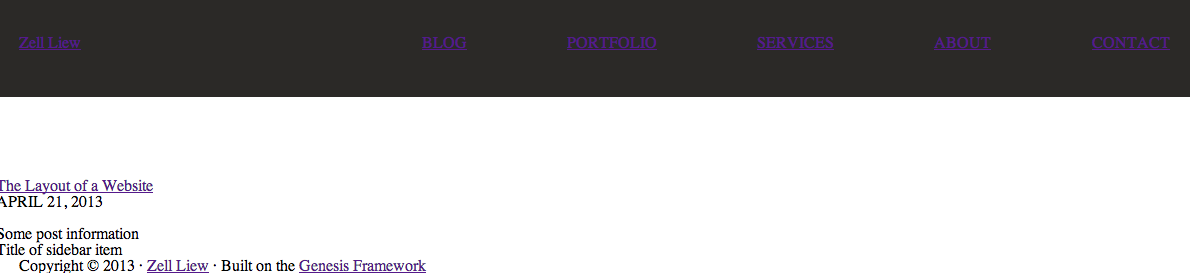 Zell Liew BLOG PORTFOLIO SERVICES ABOUT CONTACT
The Layout of a Website
APRIL 21, 2013
Some post information
Title of sidebar item
Copyright © 2013 · Zell Liew · Built on the Genesis Framework